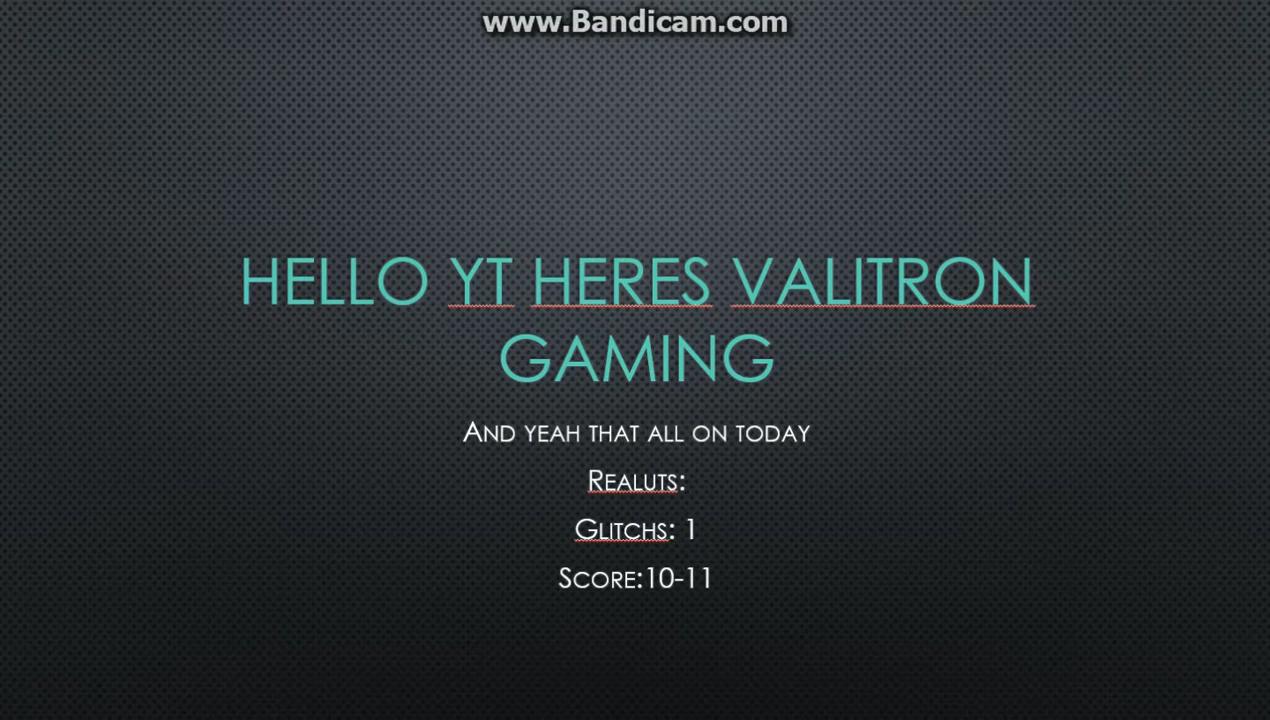 www.Bandicam.com
HELLO YT HERES VALITRON
GAMING
AND YEAH THAT ALL ON TODAY
REALUTS:
GLITCHS: 1
SCORE:10-11